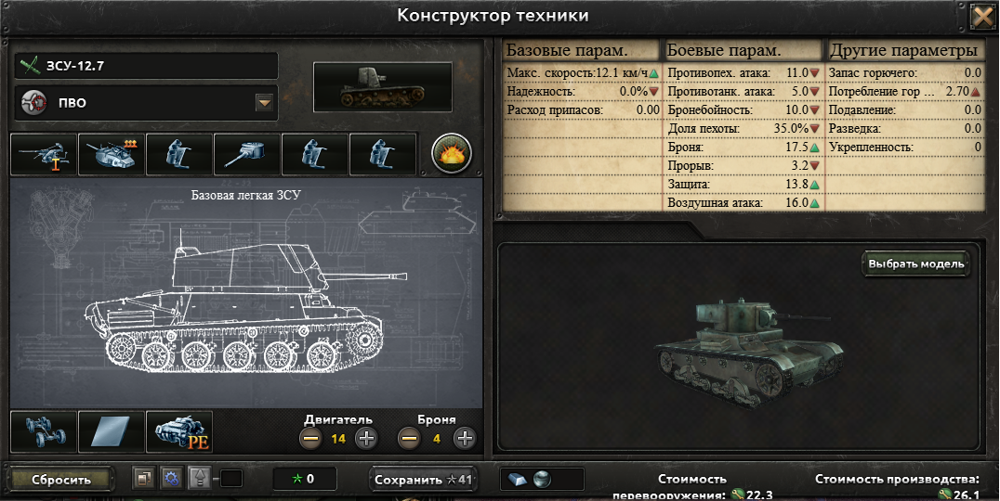 Конструктор техники
ЗСУ-12.7
ПВО
I
Базовая легкая ЗСУ
PE
Двигатель
14
Броня
4
Базовые парам.
Макс. скорость:12.1 км/ч
Надежность: 0.0%
Расход припасов: 0.00
Боевые парам.
Противопех. атака: 11.0
Противотанк. атака: 5.0
Бронебойность: 10.0
Доля пехоты: 35.0%
Броня: 17.5
Прорыв: 3.2
Защита: 13.8
Воздушная атака: 16.0
Другие параметры
Запас горючего: 0.0
Потребление гор ... 2.70
Подавление: 0.0
Разведка: 0.0
Укрепленность: 0
Выбрать модель
Сбросить
0
Сохранить 41
Стоимость
перевооружения: 22.3
Стоимость производства:
26.1